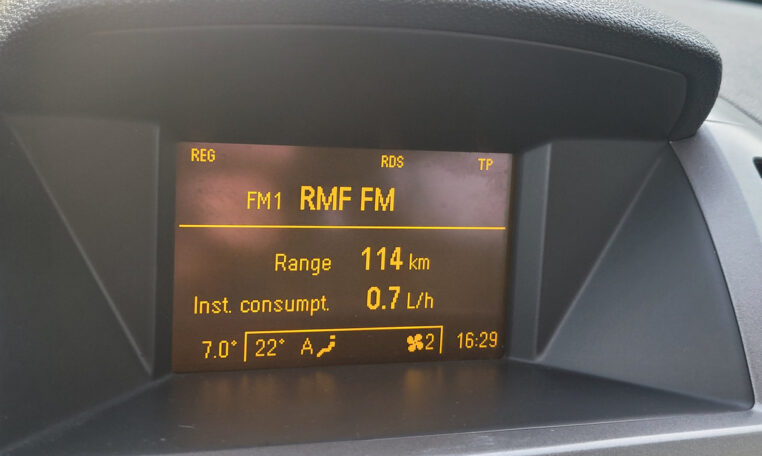 REG RDS TP
FM1 RMF FM
Range 114 km
Inst. consumpt. 0.7 L/h
7.0° 22° A 2 16:29